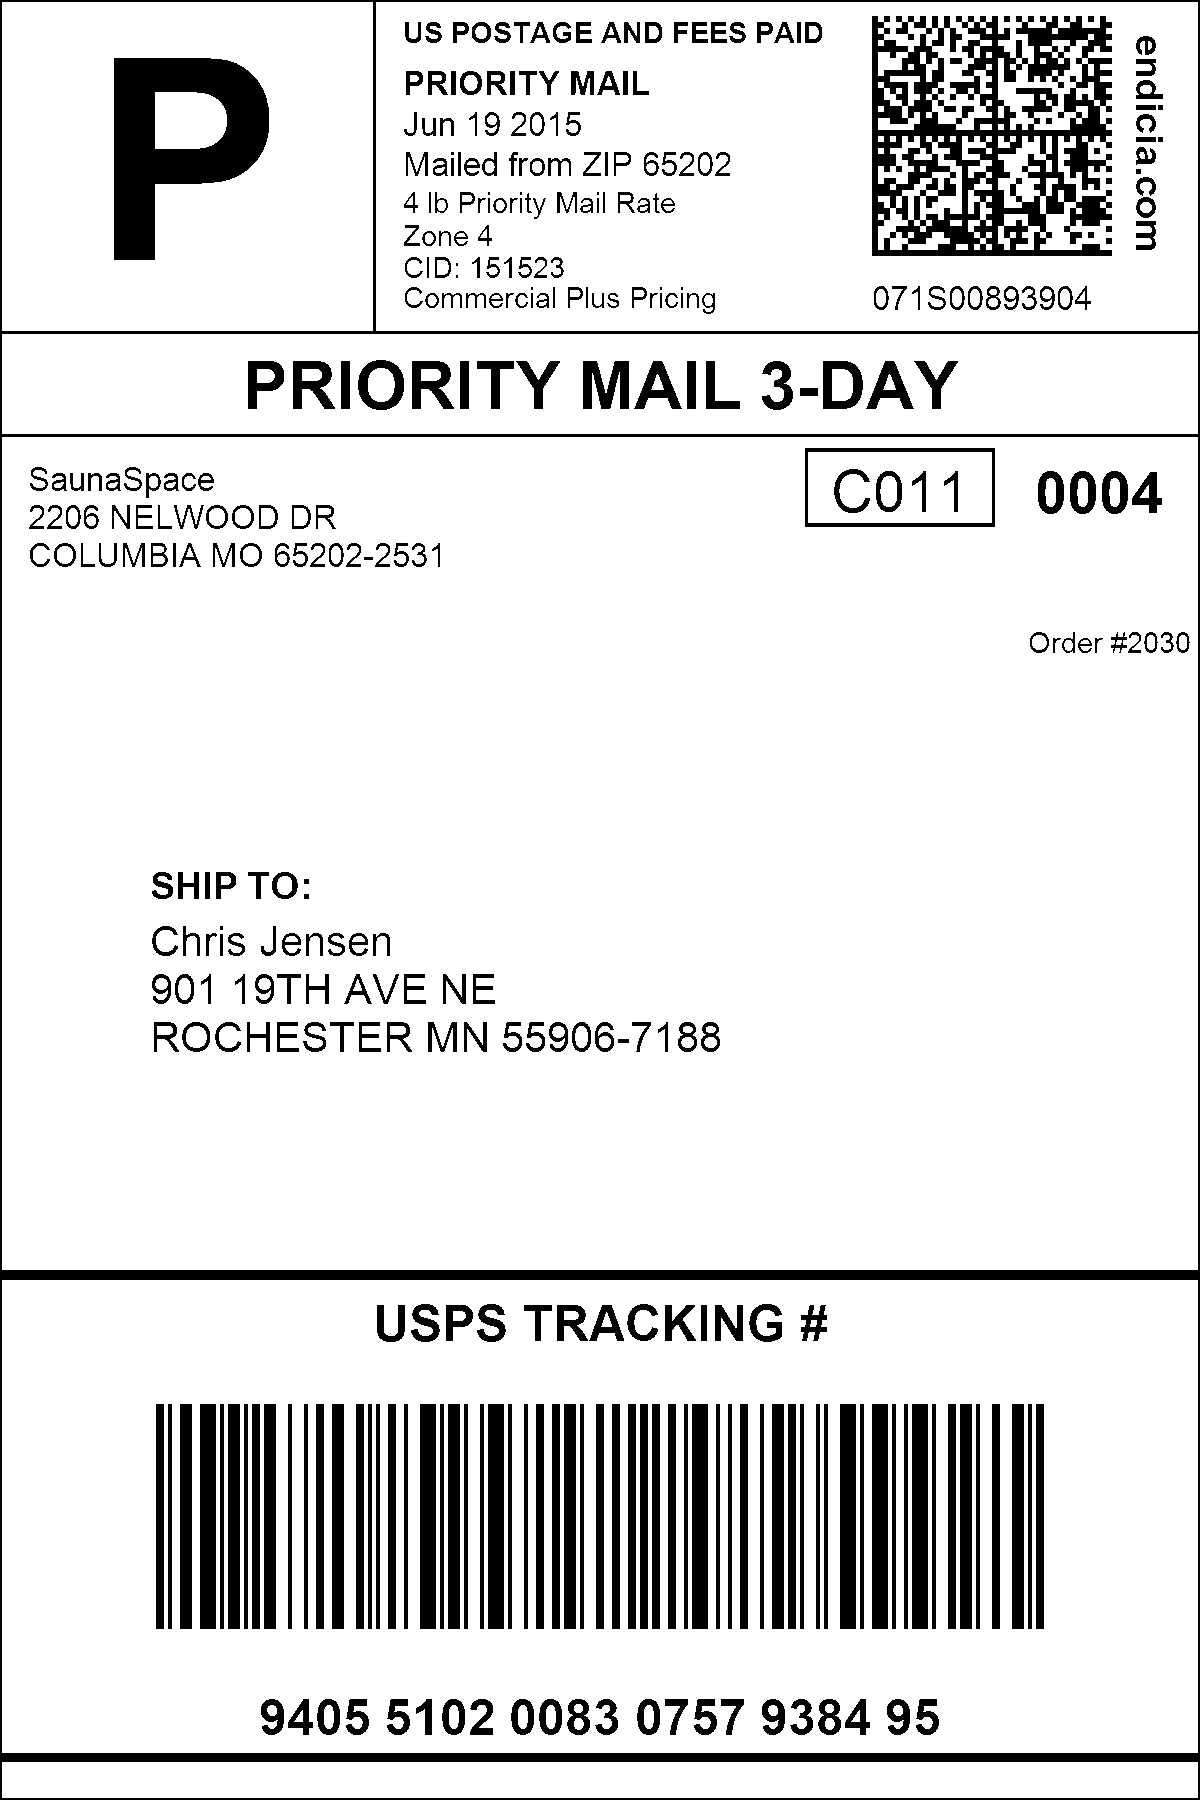 P
US POSTAGE AND FEES PAID
PRIORITY MAIL
Jun 19 2015
Mailed from ZIP 65202
4 lb Priority Mail Rate
Zone 4
CID: 151523
Commercial Plus Pricing
endicia.com
071S00893904
PRIORITY MAIL 3-DAY
SaunaSpace
2206 NELWOOD DR
COLUMBIA MO 65202-2531
C011
0004
Order #2030
SHIP TO:
Chris Jensen
901 19TH AVE NE
ROCHESTER MN 55906-7188
USPS TRACKING #
9405 5102 0083 0757 9384 95